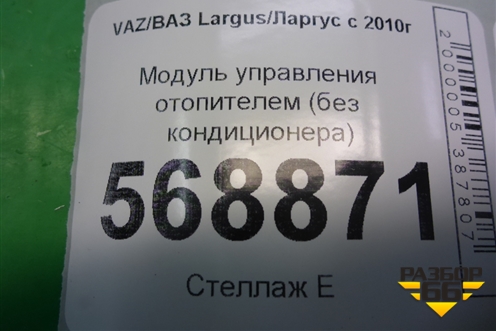 VAZ/ВАЗ Largus/Ларгус с 2010г
Модуль управления
отопителем (без
кондиционера)
568871
Стеллаж Е
2000005387807
РАЗБОР
66